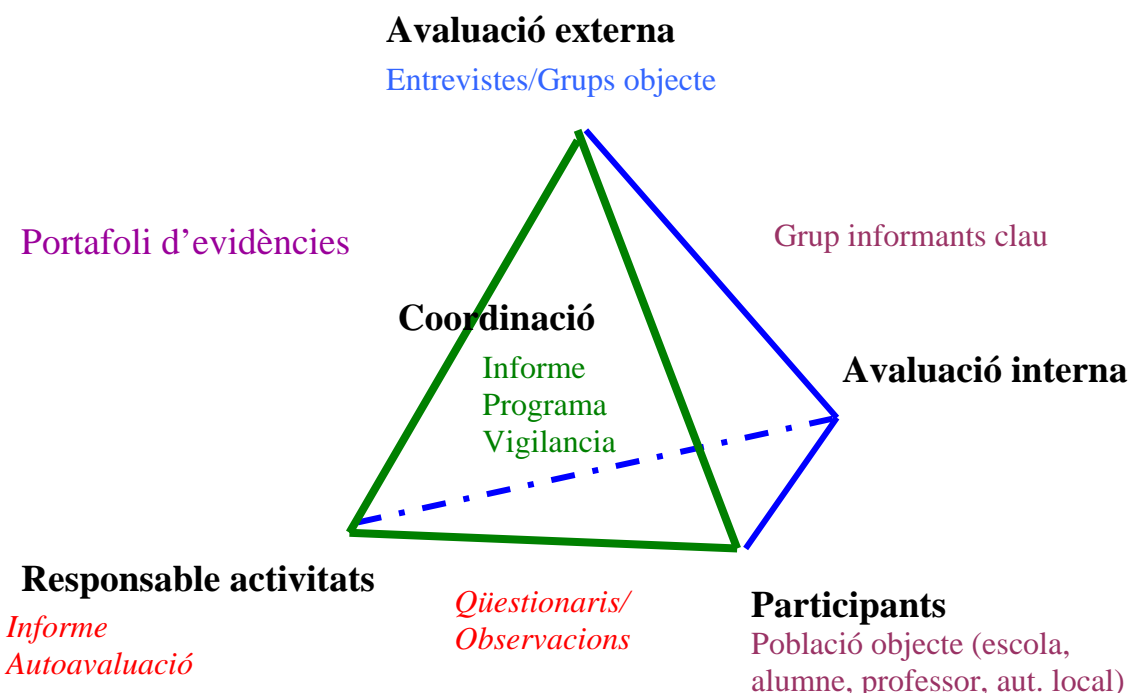 Avaluació externa
Entrevistes/Grups objecte
Portafoli d’evidències
Grup informants clau
Coordinació
Informe
Programa
Vigilancia
Avaluació interna
Responsable activitats
Informe
Autoavaluació
Qüestionaris/
Observacions
Participants
Població objecte (escola,
alumne, professor, aut. local)